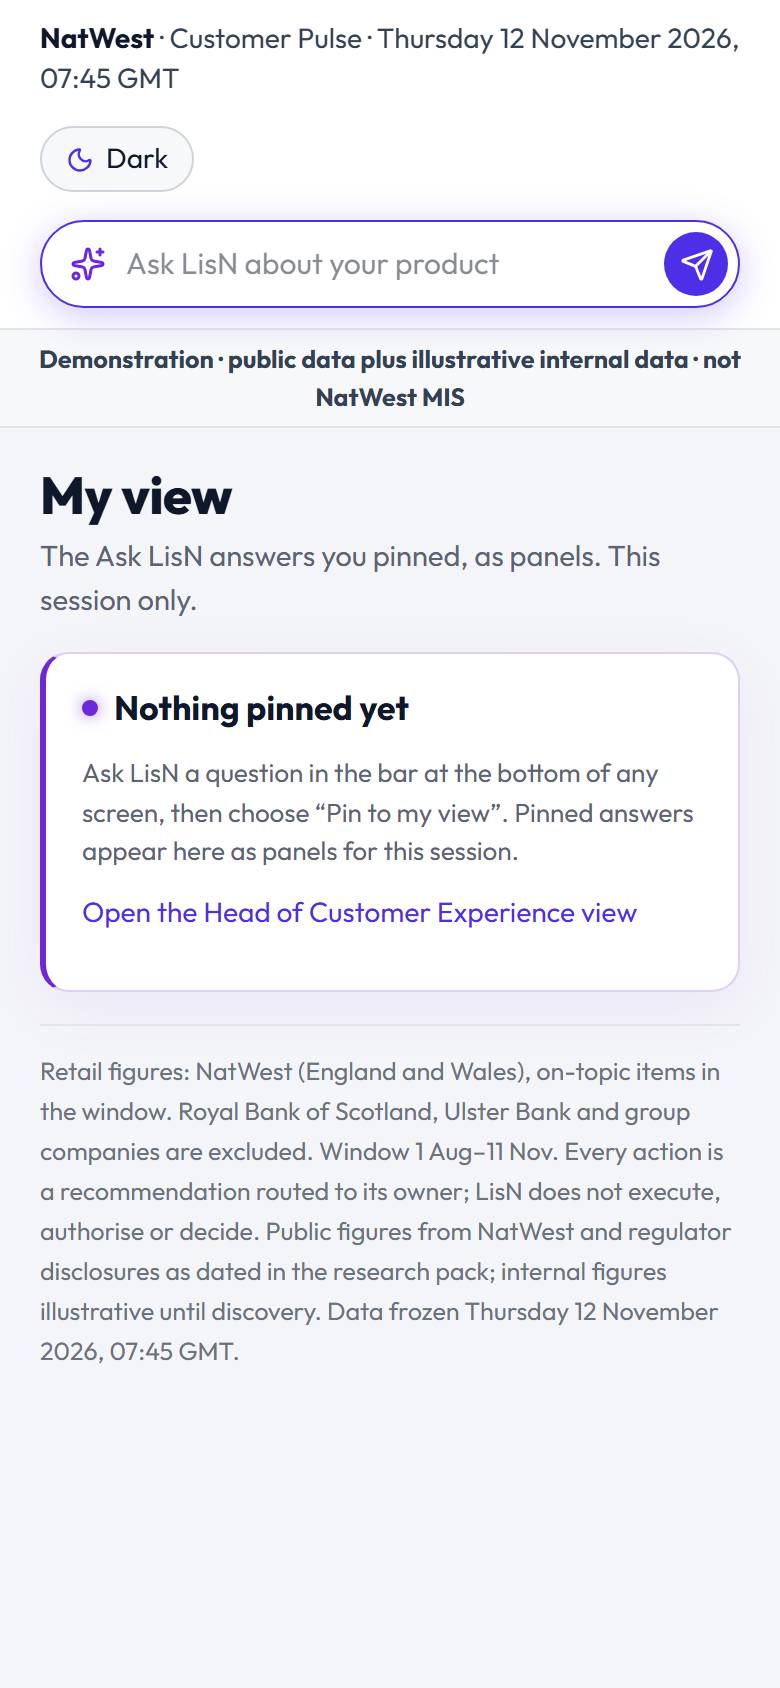 NatWest · Customer Pulse · Thursday 12 November 2026,
07:45 GMT
Dark
Ask LisN about your product
Demonstration · public data plus illustrative internal data · not
NatWest MIS
My view
The Ask LisN answers you pinned, as panels. This
session only.
Nothing pinned yet
Ask LisN a question in the bar at the bottom of any
screen, then choose “Pin to my view”. Pinned answers
appear here as panels for this session.
Open the Head of Customer Experience view
Retail figures: NatWest (England and Wales), on-topic items in
the window. Royal Bank of Scotland, Ulster Bank and group
companies are excluded. Window 1 Aug–11 Nov. Every action is
a recommendation routed to its owner; LisN does not execute,
authorise or decide. Public figures from NatWest and regulator
disclosures as dated in the research pack; internal figures
illustrative until discovery. Data frozen Thursday 12 November
2026, 07:45 GMT.